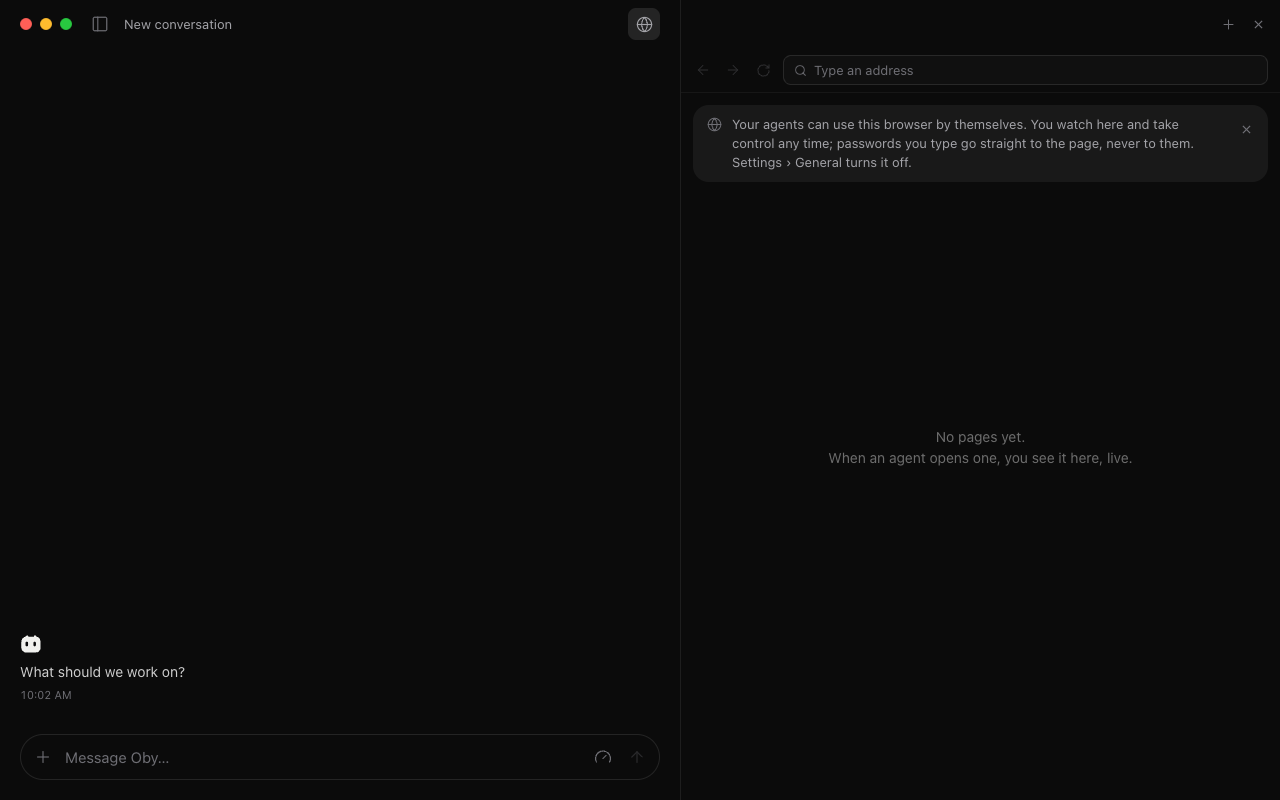 New conversation
Type an address
Your agents can use this browser by themselves. You watch here and take
control any time; passwords you type go straight to the page, never to them.
Settings › General turns it off.
No pages yet.
When an agent opens one, you see it here, live.
What should we work on?
10:02 AM
Message Oby...